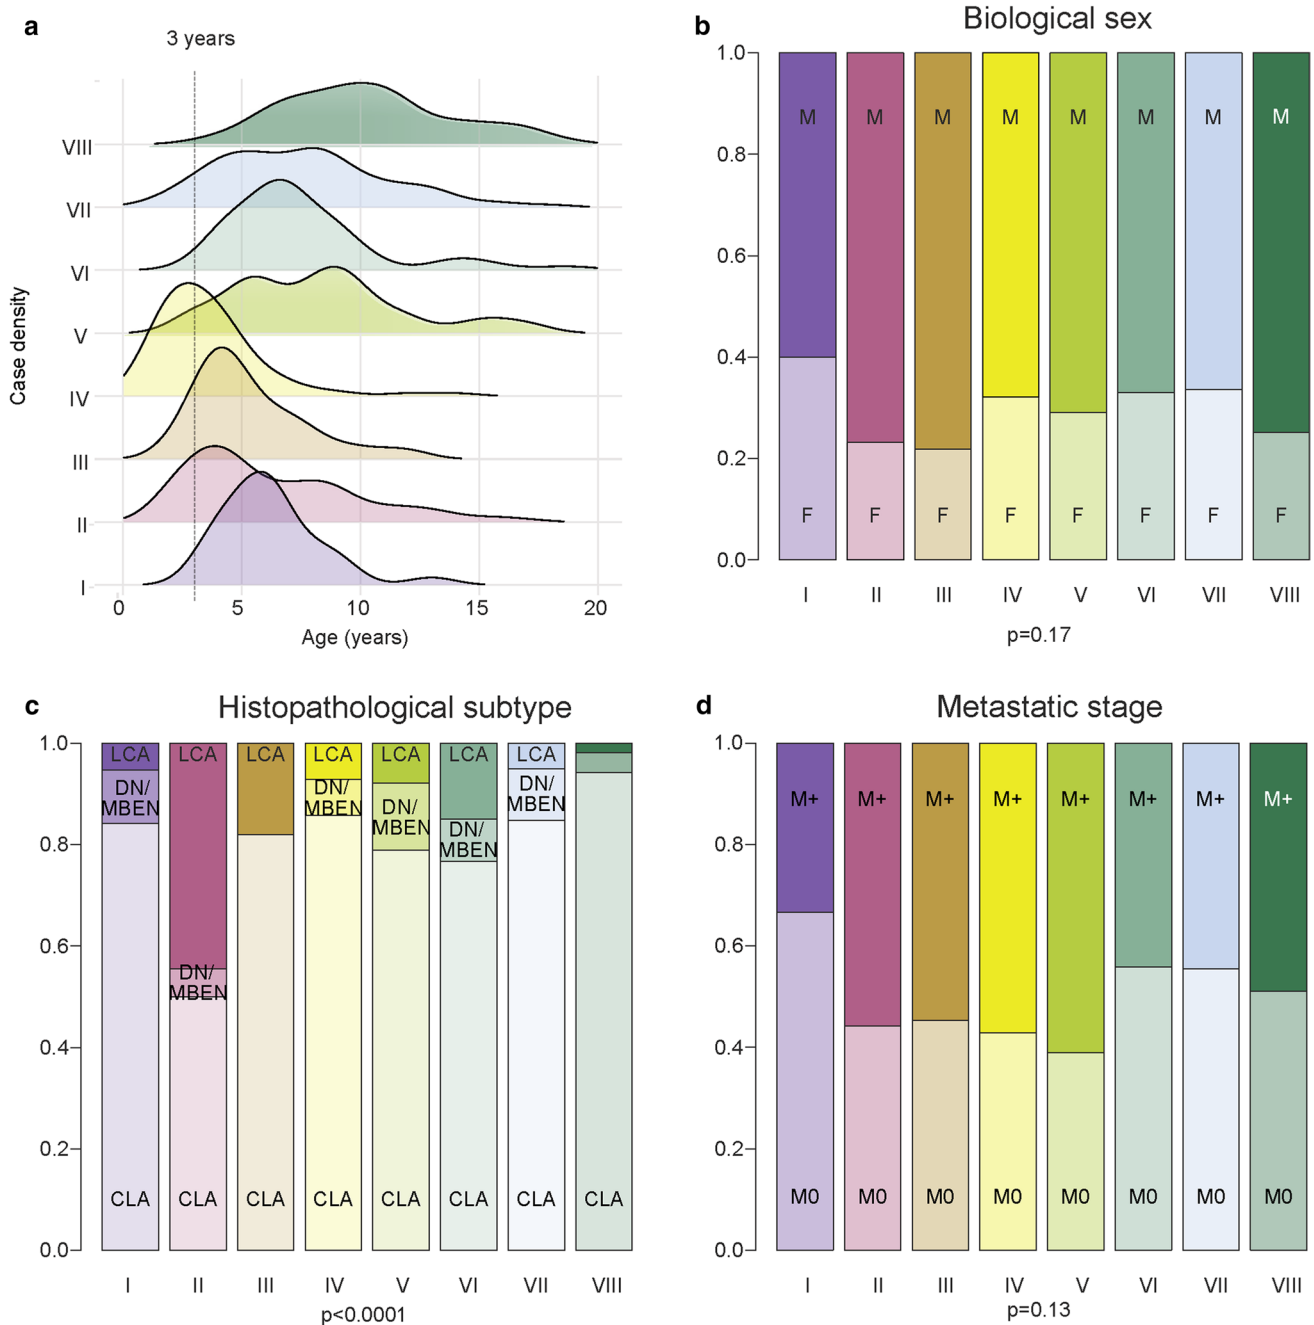 a
3 years
Case density
VIII
VII
VI
V
IV
III
II
I
0 5 10 15 20
Age (years)
b
Biological sex
1.0
0.8
0.6
0.4
0.2
0.0
M M M M M M M M
F F F F F F F F
I II III IV V VI VII VIII
p=0.17
c
Histopathological subtype
1.0
0.8
0.6
0.4
0.2
0.0
LCA LCA LCA LCA LCA LCA LCA
DN/
MBEN
DN/
MBEN
DN/
MBEN
DN/
MBEN
DN/
MBEN
DN/
MBEN
CLA CLA CLA CLA CLA CLA CLA CLA
I II III IV V VI VII VIII
p<0.0001
d
Metastatic stage
1.0
0.8
0.6
0.4
0.2
0.0
M+ M+ M+ M+ M+ M+ M+ M+
M0 M0 M0 M0 M0 M0 M0 M0
I II III IV V VI VII VIII
p=0.13